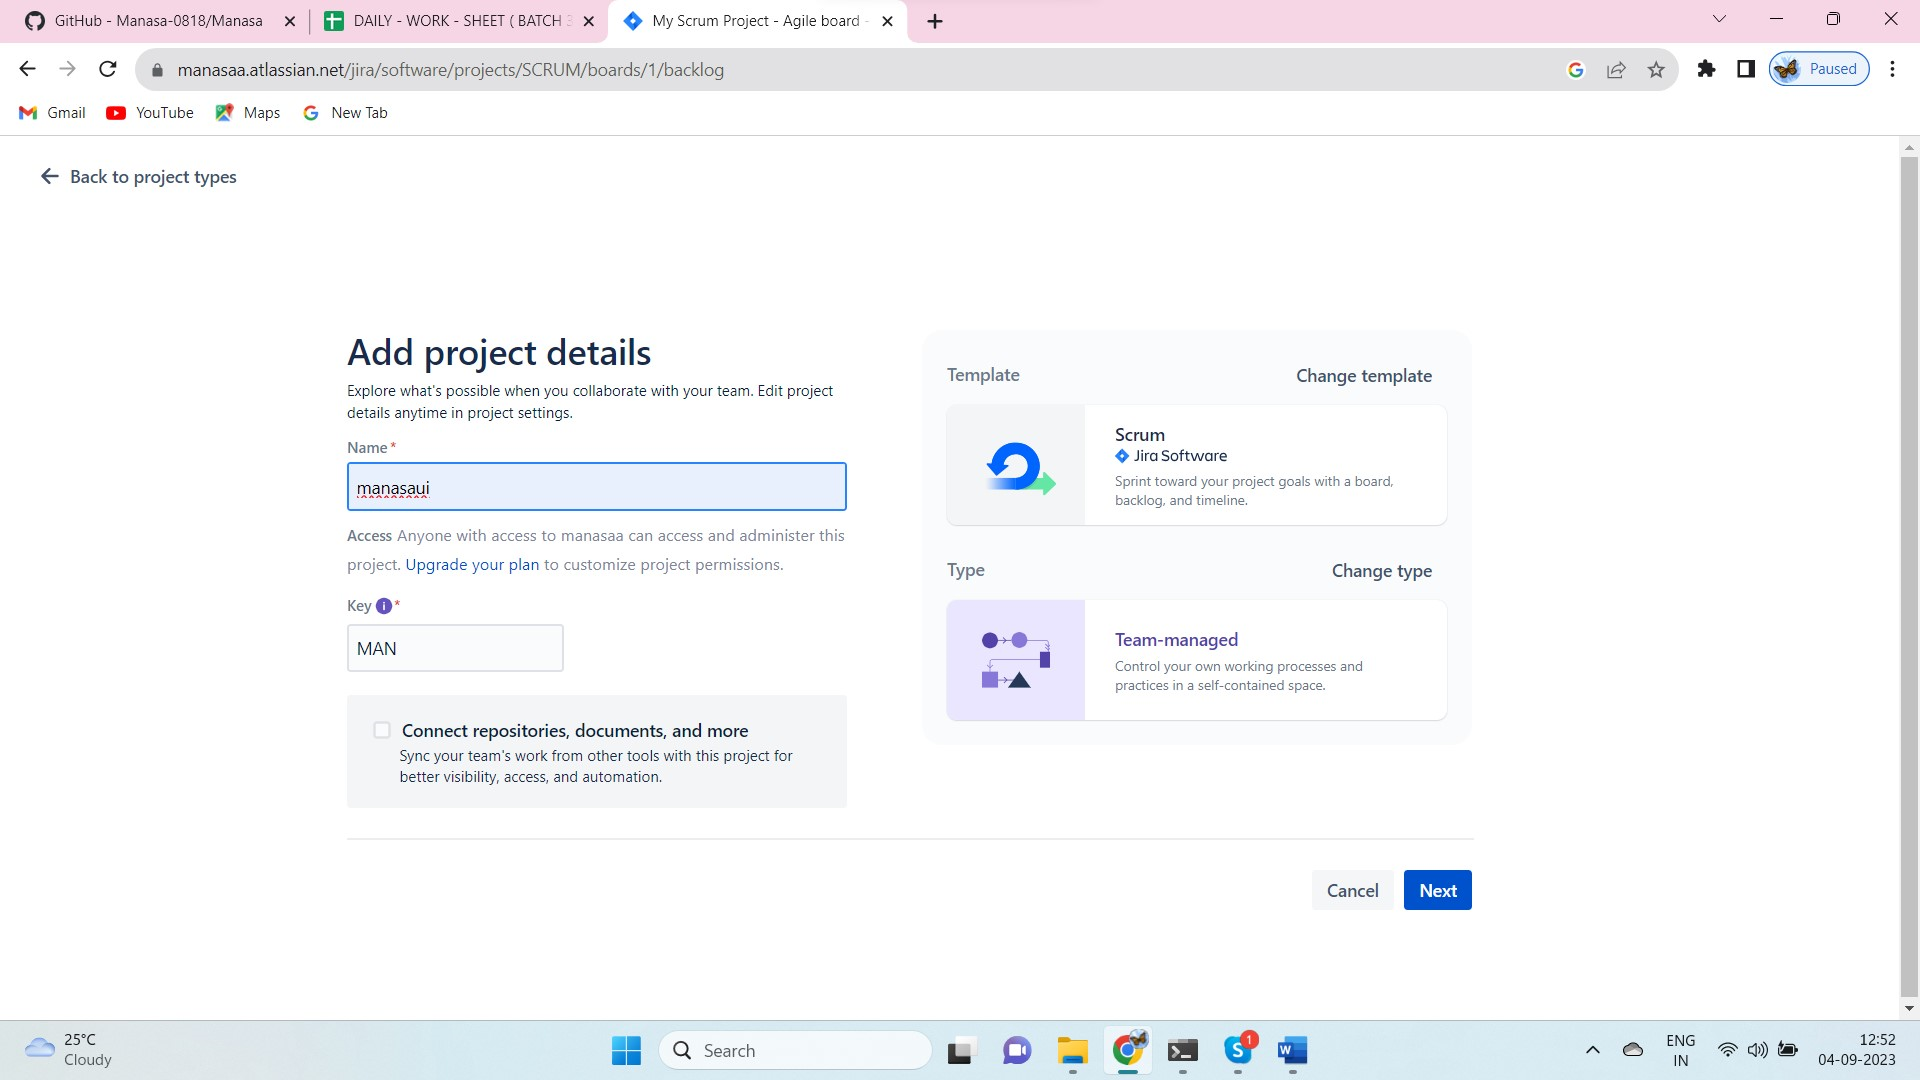 GitHub - Manasa-0818/Manasa
DAILY - WORK - SHEET ( BATCH 3
My Scrum Project - Agile board -
manasaa.atlassian.net/jira/software/projects/SCRUM/boards/1/backlog
Paused
Gmail
YouTube
Maps
New Tab
Back to project types
Add project details
Explore what's possible when you collaborate with your team. Edit project
details anytime in project settings.
Name *
manasaui
Access Anyone with access to manasaa can access and administer this
project. Upgrade your plan to customize project permissions.
Key i *
MAN
Connect repositories, documents, and more
Sync your team's work from other tools with this project for
better visibility, access, and automation.
Template
Change template
Scrum
Jira Software
Sprint toward your project goals with a board,
backlog, and timeline.
Type
Change type
Team-managed
Control your own working processes and
practices in a self-contained space.
Cancel
Next
25°C
Cloudy
Search
S
1
W
ENG
IN
12:52
04-09-2023